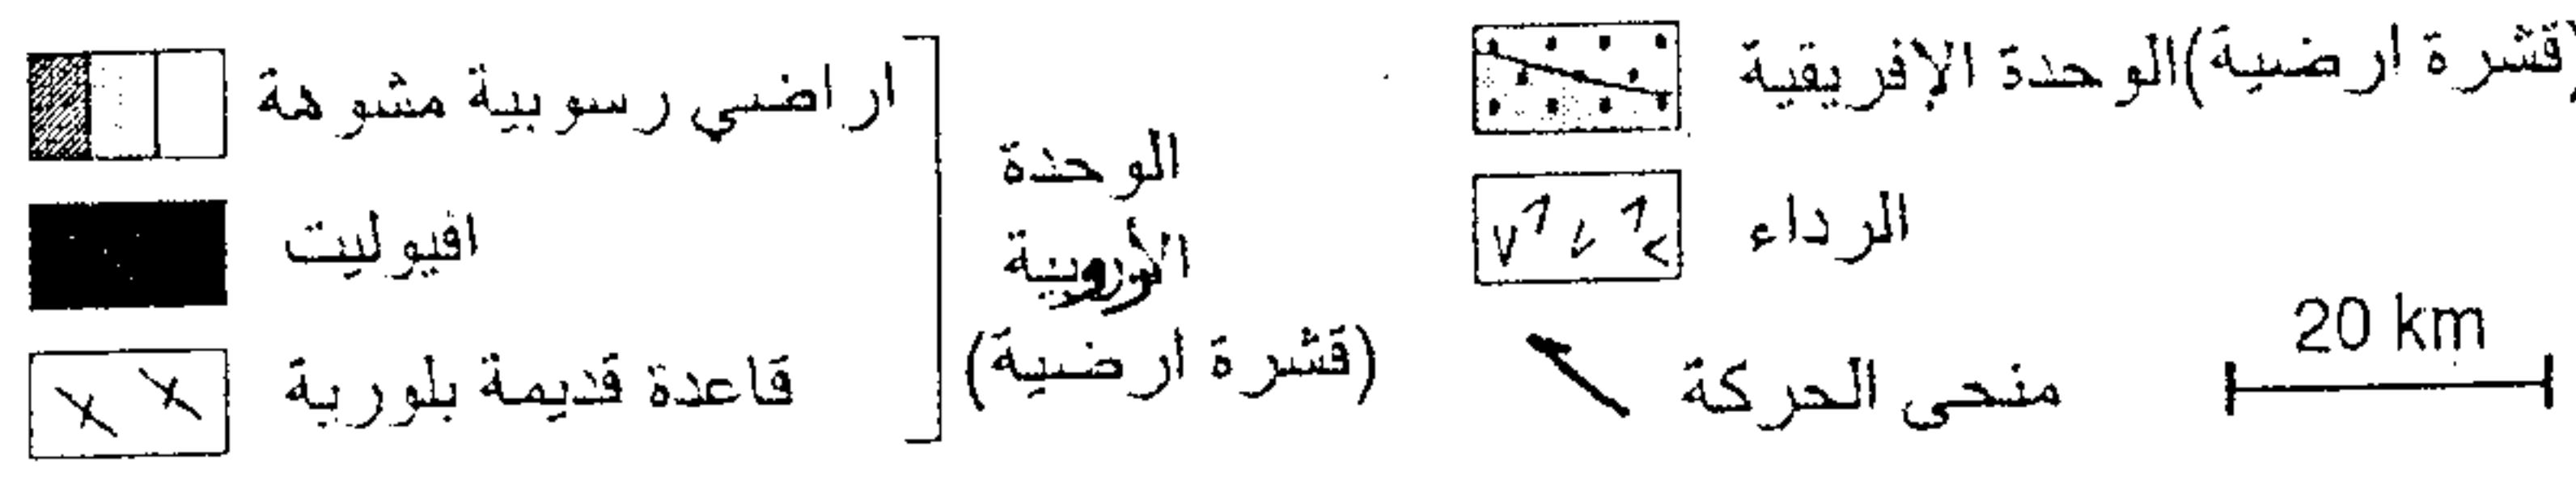 (قشرة ارضية)الوحدة الإفريقية
الرداء
منحى الحركة
20 km
اراضي رسوبية مشوهة
افيوليت
قاعدة قديمة بلورية
الوحدة
الأوروبية
(قشرة ارضية)